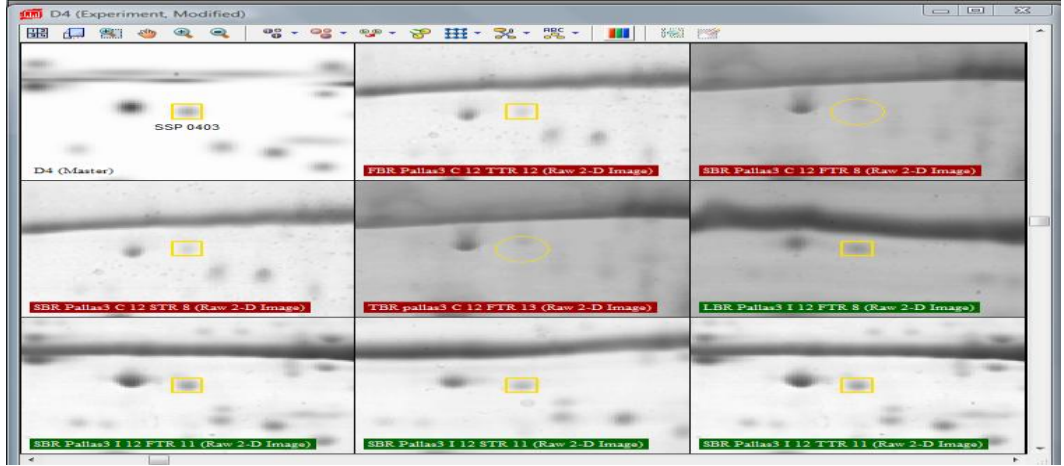 D4 (Experiment, Modified)
ABC
SSP 0403
D4 (Master)
FBR Pallas3 C 12 TTR 12 (Raw 2-D Image)
SBR Pallas3 C 12 FTR 8 (Raw 2-D Image)
SBR Pallas3 C 12 STR 8 (Raw 2-D Image)
TBR pallas3 C 12 FTR 13 (Raw 2-D Image)
LBR Pallas3 I 12 FTR 8 (Raw 2-D Image)
SBR Pallas3 I 12 FTR 11 (Raw 2-D Image)
SBR Pallas3 I 12 STR 11 (Raw 2-D Image)
SBR Pallas3 I 12 TTR 11 (Raw 2-D Image)